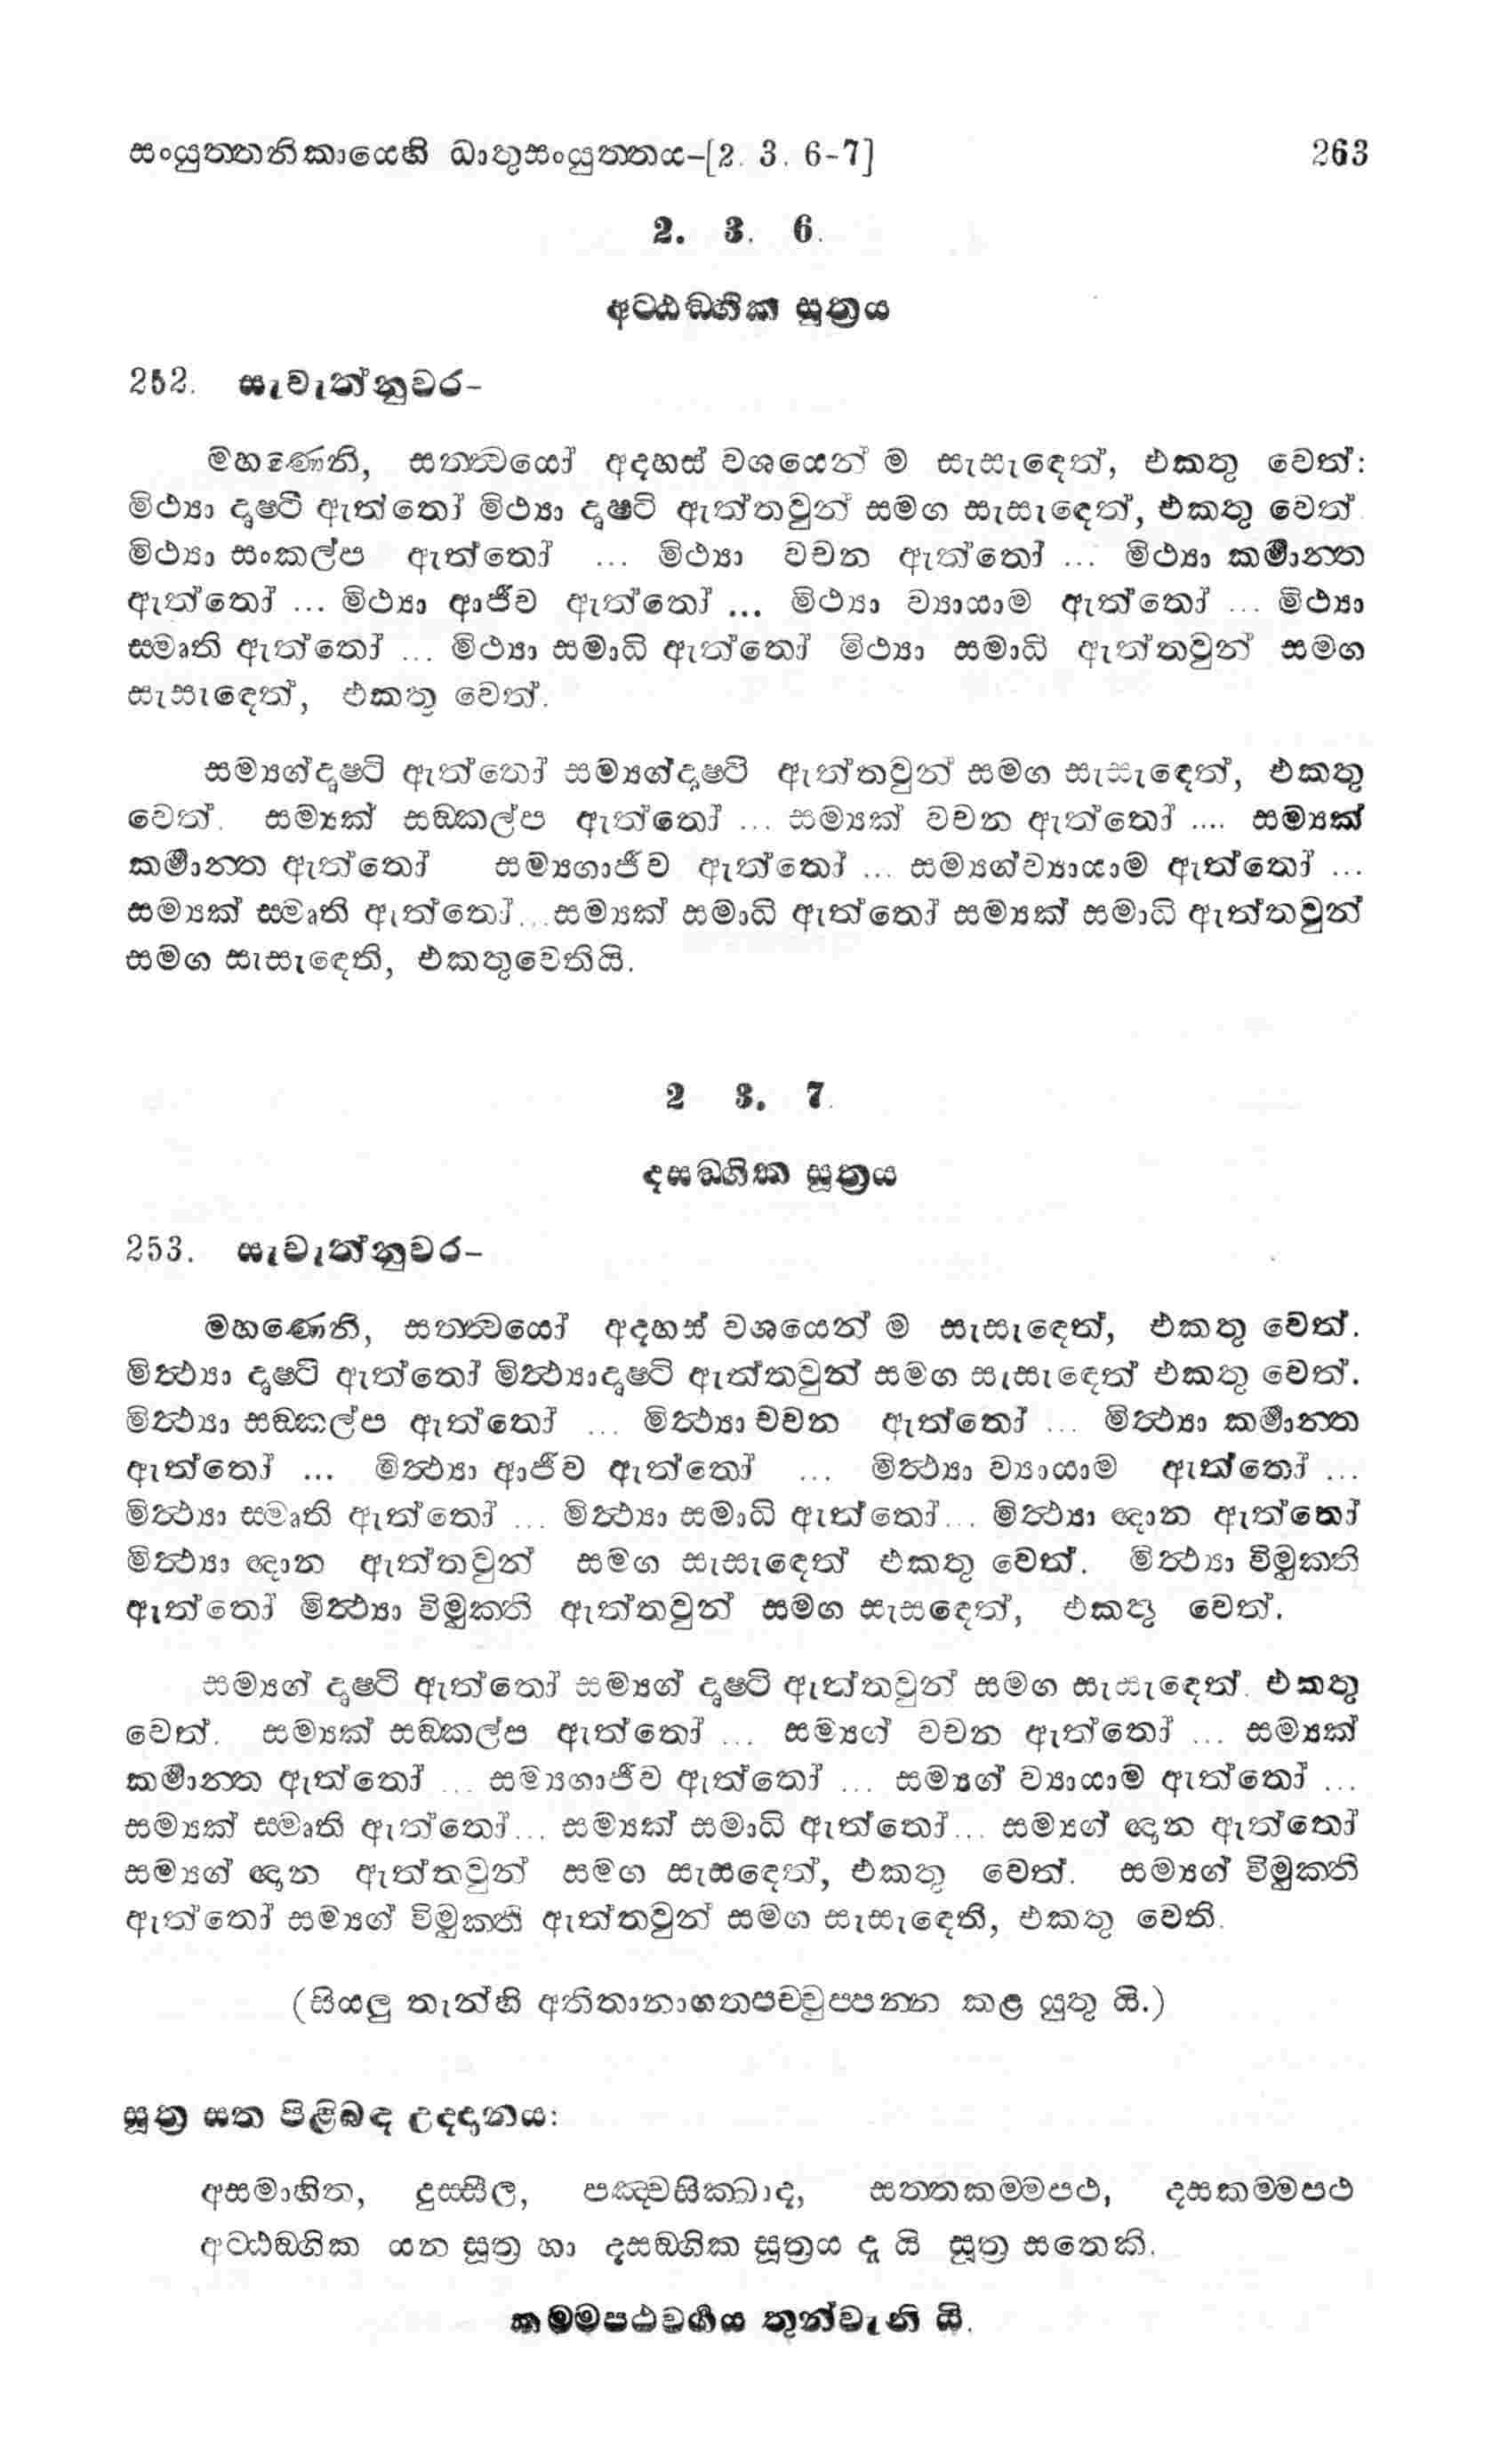 සංයුත්තනිකායෙහි ධාතුසංයුත්තය–[2. 3. 6-7] 263
2. 3. 6.
අට්ඨඞ්ගික සූත්‍රය
252. සැවැත්නුවර–
මහණෙනි, සත්ත්වයෝ අදහස් වශයෙන් ම සැසැඳෙත්, එකතු වෙත්:
මිථ්‍යා දෘෂ්ටි ඇත්තෝ මිථ්‍යා දෘෂ්ටි ඇත්තවුන් සමග සැසැඳෙත්, එකතු වෙත්
මිථ්‍යා සංකල්ප ඇත්තෝ ... මිථ්‍යා වචන ඇත්තෝ ... මිථ්‍යා කර්‍මාන්ත
ඇත්තෝ ... මිථ්‍යා ආජීව ඇත්තෝ ... මිථ්‍යා ව්‍යායාම ඇත්තෝ ... මිථ්‍යා
ස්මෘති ඇත්තෝ ... මිථ්‍යා සමාධි ඇත්තෝ මිථ්‍යා සමාධි ඇත්තවුන් සමග
සැසැඳෙත්, එකතු වෙත්.
සම්‍යග්දෘෂ්ටි ඇත්තෝ සම්‍යග්දෘෂ්ටි ඇත්තවුන් සමග සැසැඳෙත්, එකතු
වෙත්. සම්‍යක් සඞ්කල්ප ඇත්තෝ ... සම්‍යක් වචන ඇත්තෝ .... සම්‍යක්
කර්‍මාන්ත ඇත්තෝ සම්‍යගාජීව ඇත්තෝ ... සම්‍යග්ව්‍යායාම ඇත්තෝ ...
සම්‍යක් ස්මෘති ඇත්තෝ... සම්‍යක් සමාධි ඇත්තෝ සම්‍යක් සමාධි ඇත්තවුන්
සමග සැසැඳෙති, එකතුවෙතියි.
2 3. 7.
දසඞ්ගික සූත්‍රය
253. සැවැත්නුවර–
මහණෙනි, සත්ත්වයෝ අදහස් වශයෙන් ම සැසැඳෙත්, එකතු වෙත්.
මිත්‍ථ්‍යා දෘෂ්ටි ඇත්තෝ මිත්‍ථ්‍යාදෘෂ්ටි ඇත්තවුන් සමග සැසැඳෙත් එකතු වෙත්.
මිත්‍ථ්‍යා සඞ්කල්ප ඇත්තෝ ... මිත්‍ථ්‍යා වචන ඇත්තෝ ... මිත්‍ථ්‍යා කර්‍මාන්ත
ඇත්තෝ ... මිත්‍ථ්‍යා ආජීව ඇත්තෝ ... මිත්‍ථ්‍යා ව්‍යායාම ඇත්තෝ ...
මිත්‍ථ්‍යා ස්මෘති ඇත්තෝ ... මිත්‍ථ්‍යා සමාධි ඇත්තෝ... මිත්‍ථ්‍යා ඥාන ඇත්තෝ
මිත්‍ථ්‍යා ඥාන ඇත්තවුන් සමග සැසැඳෙත් එකතු වෙත්. මිත්‍ථ්‍යා විමුක්ති
ඇත්තෝ මිත්‍ථ්‍යා විමුක්ති ඇත්තවුන් සමග සැසඳෙත්, එකතු වෙත්.
සම්‍යග් දෘෂ්ටි ඇත්තෝ සම්‍යග් දෘෂ්ටි ඇත්තවුන් සමග සැසැඳෙත්. එකතු
වෙත්. සම්‍යක් සඞ්කල්ප ඇත්තෝ ... සම්‍යග් වචන ඇත්තෝ ... සම්‍යක්
කර්‍මාන්ත ඇත්තෝ ... සම්‍යගාජීව ඇත්තෝ ... සම්‍යග් ව්‍යායාම ඇත්තෝ ...
සම්‍යක් ස්මෘති ඇත්තෝ... සම්‍යක් සමාධි ඇත්තෝ... සම්‍යග් ඥාන ඇත්තෝ
සම්‍යග් ඥාන ඇත්තවුන් සමග සැසඳෙත්, එකතු වෙත්. සම්‍යග් විමුක්ති
ඇත්තෝ සම්‍යග් විමුක්ති ඇත්තවුන් සමග සැසැඳෙති, එකතු වෙති.
(සියලු තැන්හි අතීතානාගතපච්චුප්පන්න කළ යුතු යි.)
සූත්‍ර සත පිළිබඳ උද්දානය:
අසමාහිත, දුස්සීල, පඤ්චසික්ඛාද, සත්තකම්මපථ, දසකම්මපථ
අට්ඨඞ්ගික යන සූත්‍ර හා දසඞ්ගික සූත්‍රය ද යි සූත්‍ර සතෙකි.
කම්මපථවර්‍ගය තුන්වැනි යි.